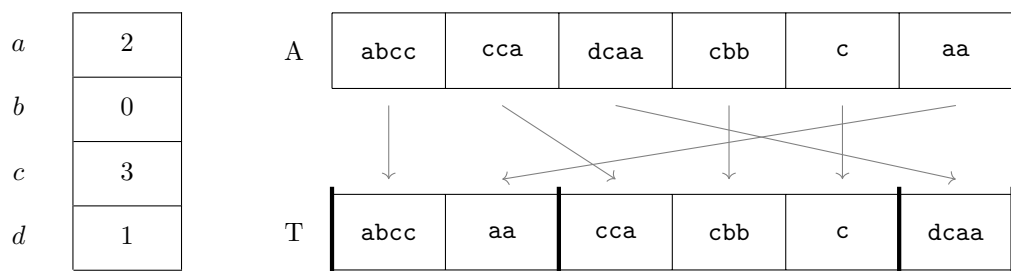 a 2
b 0
c 3
d 1
A abcc cca dcaa cbb c aa
T abcc aa cca cbb c dcaa